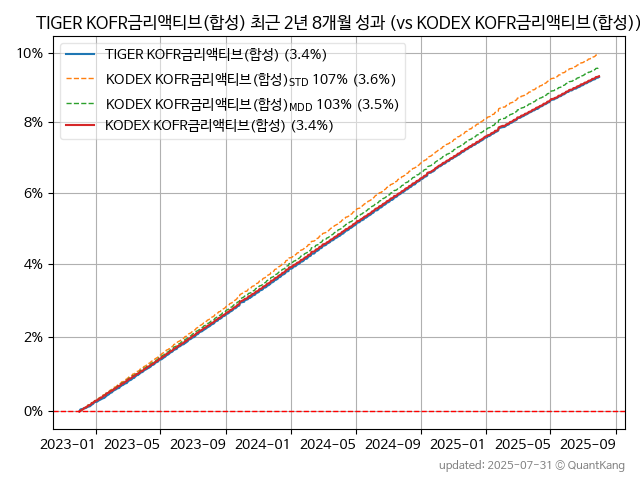 TIGER KOFR금리액티브(합성) 최근 2년 8개월 성과 (vs KODEX KOFR금리액티브(합성))
TIGER KOFR금리액티브(합성) (3.4%)
KODEX KOFR금리액티브(합성)STD 107% (3.6%)
KODEX KOFR금리액티브(합성)MDD 103% (3.5%)
KODEX KOFR금리액티브(합성) (3.4%)
10%
8%
6%
4%
2%
0%
2023-01 2023-05 2023-09 2024-01 2024-05 2024-09 2025-01 2025-05 2025-09
updated: 2025-07-31 © QuantKang